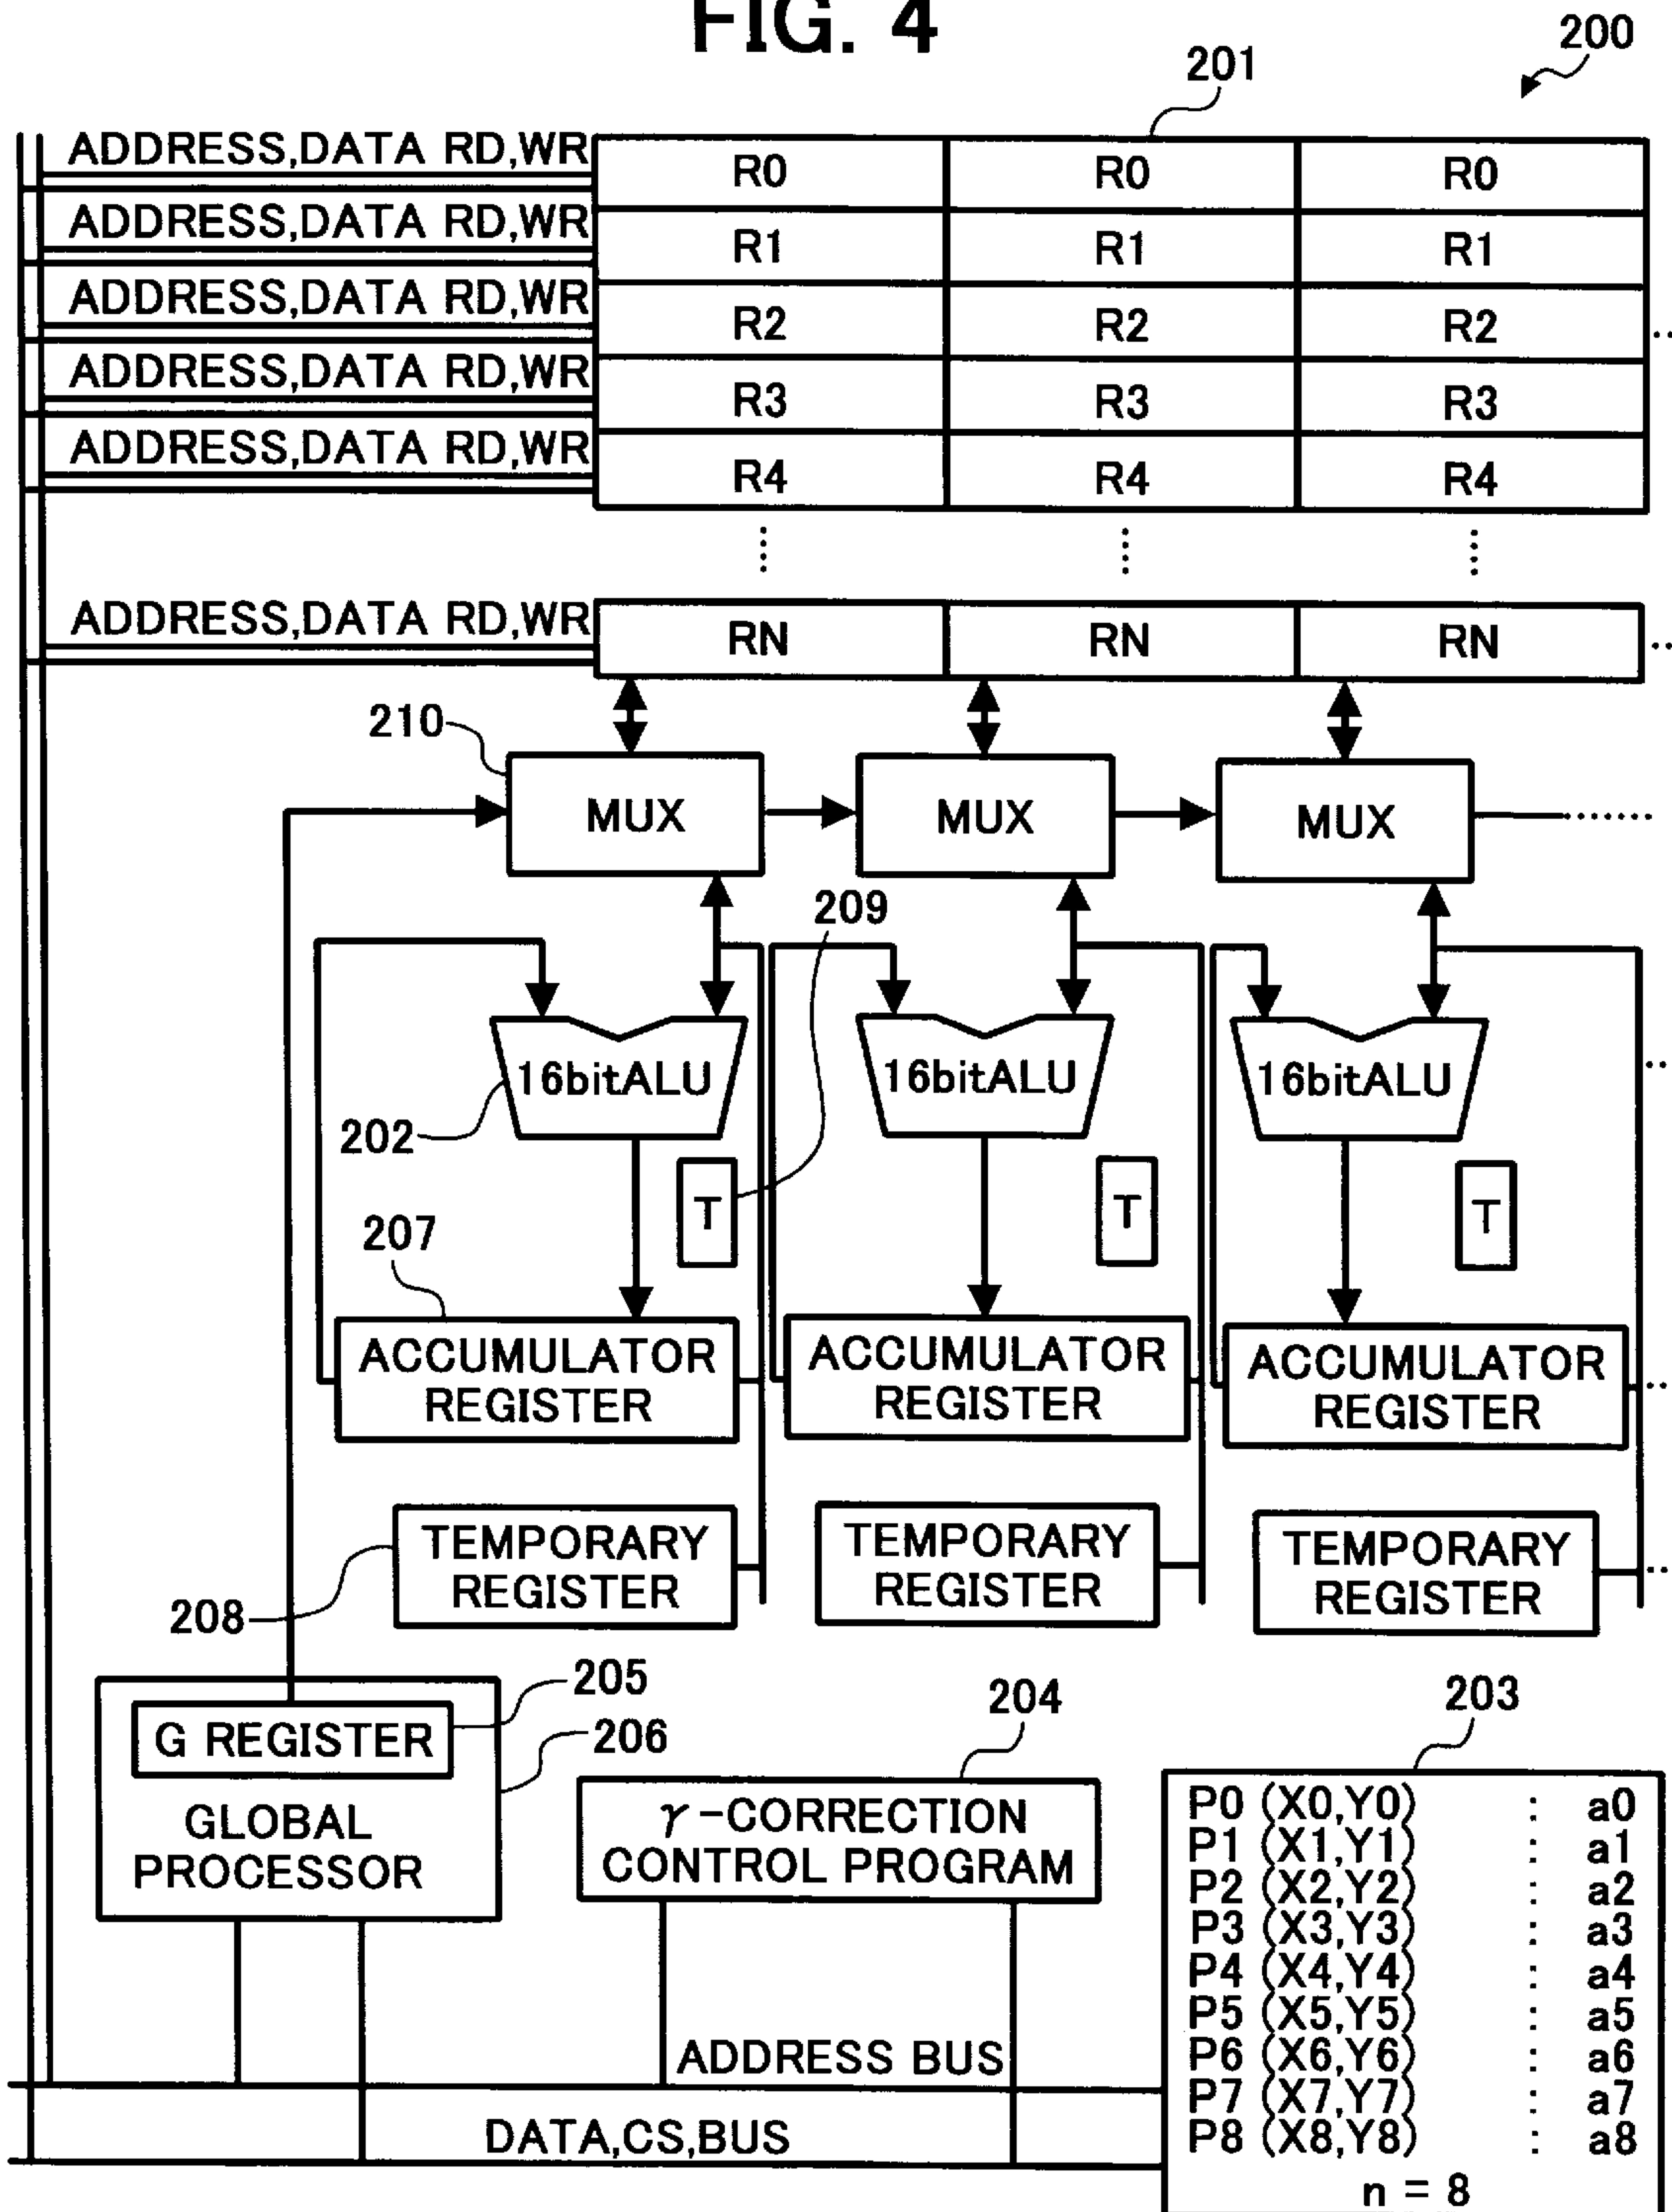 FIG. 4
200
201
ADDRESS,DATA RD,WR R0 R0 R0
ADDRESS,DATA RD,WR R1 R1 R1
ADDRESS,DATA RD,WR R2 R2 R2
ADDRESS,DATA RD,WR R3 R3 R3
ADDRESS,DATA RD,WR R4 R4 R4
ADDRESS,DATA RD,WR RN RN RN
210
MUX MUX MUX
209
16bitALU 16bitALU 16bitALU
202
T T T
207
ACCUMULATOR
REGISTER
ACCUMULATOR
REGISTER
ACCUMULATOR
REGISTER
TEMPORARY
REGISTER
TEMPORARY
REGISTER
TEMPORARY
REGISTER
208
205
G REGISTER
206
GLOBAL
PROCESSOR
204
γ-CORRECTION
CONTROL PROGRAM
203
P0 (X0,Y0) : a0
P1 (X1,Y1) : a1
P2 (X2,Y2) : a2
P3 (X3,Y3) : a3
P4 (X4,Y4) : a4
P5 (X5,Y5) : a5
P6 (X6,Y6) : a6
P7 (X7,Y7) : a7
P8 (X8,Y8) : a8
n = 8
ADDRESS BUS
DATA,CS,BUS